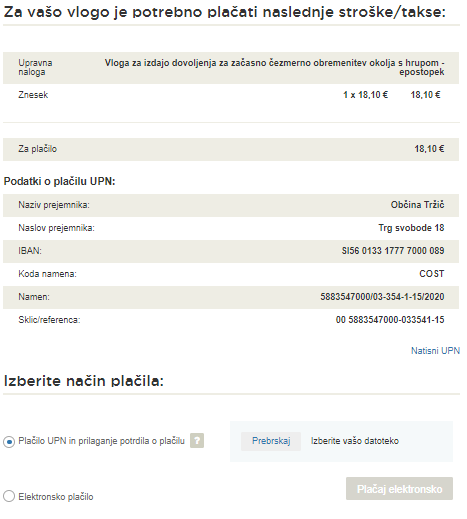 Za vašo vlogo je potrebno plačati naslednje stroške/takse:
Upravna naloga Vloga za izdajo dovoljenja za začasno čezmerno obremenitev okolja s hrupom - epostopek
Znesek 1 x 18,10 € 18,10 €
Za plačilo 18,10 €
Podatki o plačilu UPN:
Naziv prejemnika: Občina Tržič
Naslov prejemnika: Trg svobode 18
IBAN: SI56 0133 1777 7000 089
Koda namena: COST
Namen: 5883547000/03-354-1-15/2020
Sklic/referenca: 00 5883547000-033541-15
Natisni UPN
Izberite način plačila:
Plačilo UPN in prilaganje potrdila o plačilu ? Prebrskaj Izberite vašo datoteko
Plačaj elektronsko
Elektronsko plačilo